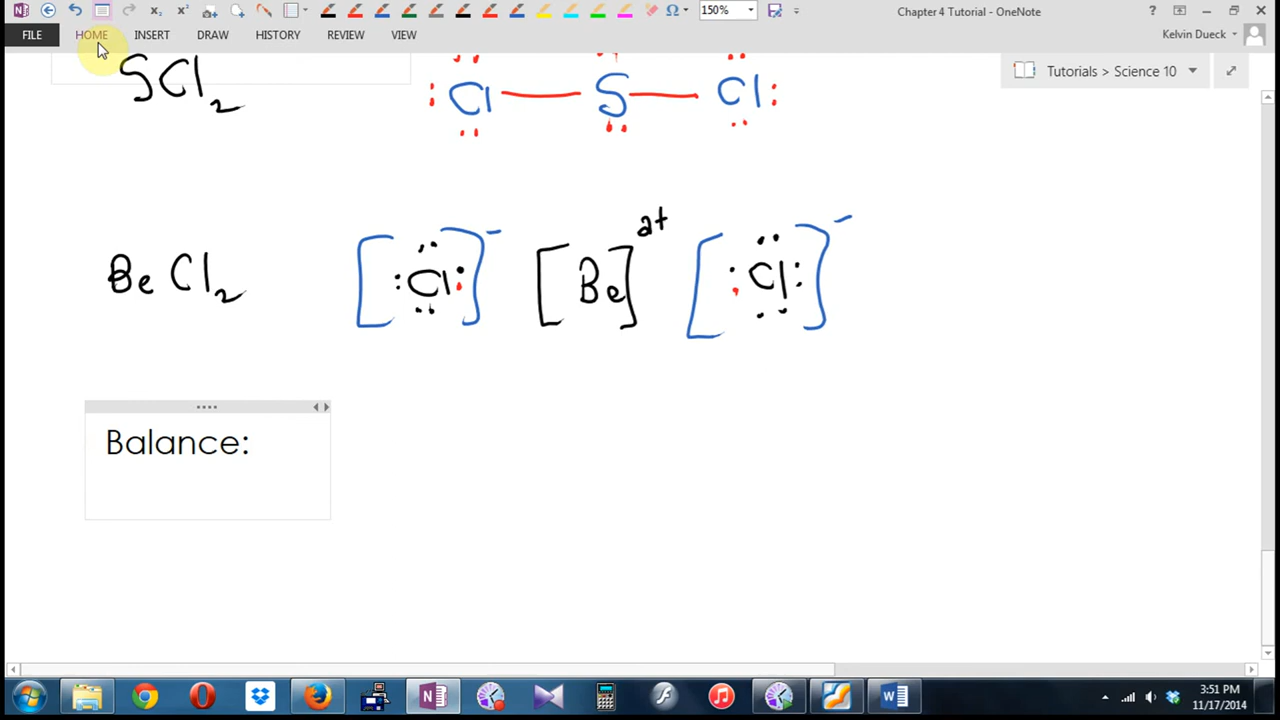 150%
Chapter 4 Tutorial - OneNote
FILE HOME INSERT DRAW HISTORY REVIEW VIEW
Kelvin Dueck
Tutorials > Science 10
SCl2
Cl S Cl
BeCl2 [Cl]- [Be]2+ [Cl]-
Balance:
3:51 PM
11/17/2014